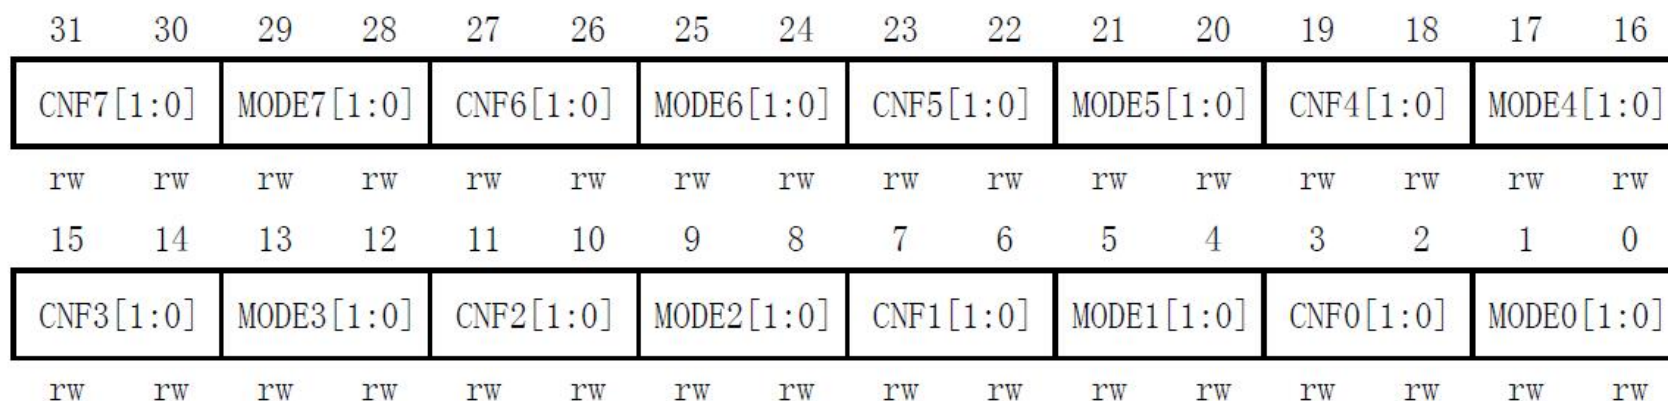 31 30 29 28 27 26 25 24 23 22 21 20 19 18 17 16
CNF7[1:0] MODE7[1:0] CNF6[1:0] MODE6[1:0] CNF5[1:0] MODE5[1:0] CNF4[1:0] MODE4[1:0]
rw rw rw rw rw rw rw rw rw rw rw rw rw rw rw rw
15 14 13 12 11 10 9 8 7 6 5 4 3 2 1 0
CNF3[1:0] MODE3[1:0] CNF2[1:0] MODE2[1:0] CNF1[1:0] MODE1[1:0] CNF0[1:0] MODE0[1:0]
rw rw rw rw rw rw rw rw rw rw rw rw rw rw rw rw